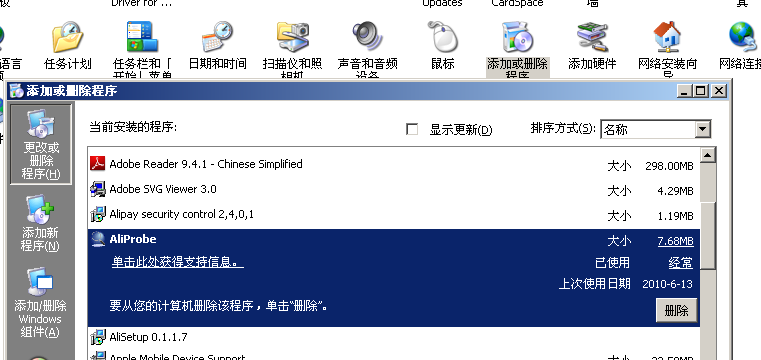 Driver for ...
Updates
CardSpace
墙
具
任务计划
任务栏和「
开始」菜单
日期和时间
扫描仪和照
相机
声音和音频
设备
鼠标
添加或删除
程序
添加硬件
网络安装向
导
网络连接
添加或删除程序
更改或
删除
程序(H)
添加新
程序(N)
添加/删除
Windows
组件(A)
当前安装的程序:
显示更新(D)
排序方式(S):
名称
Adobe Reader 9.4.1 - Chinese Simplified
大小
298.00MB
Adobe SVG Viewer 3.0
大小
4.29MB
Alipay security control 2,4,0,1
大小
1.19MB
AliProbe
大小
7.68MB
单击此处获得支持信息。
已使用
经常
上次使用日期
2010-6-13
要从您的计算机删除该程序，单击“删除”。
删除
AliSetup 0.1.1.7
Apple Mobile Device Support